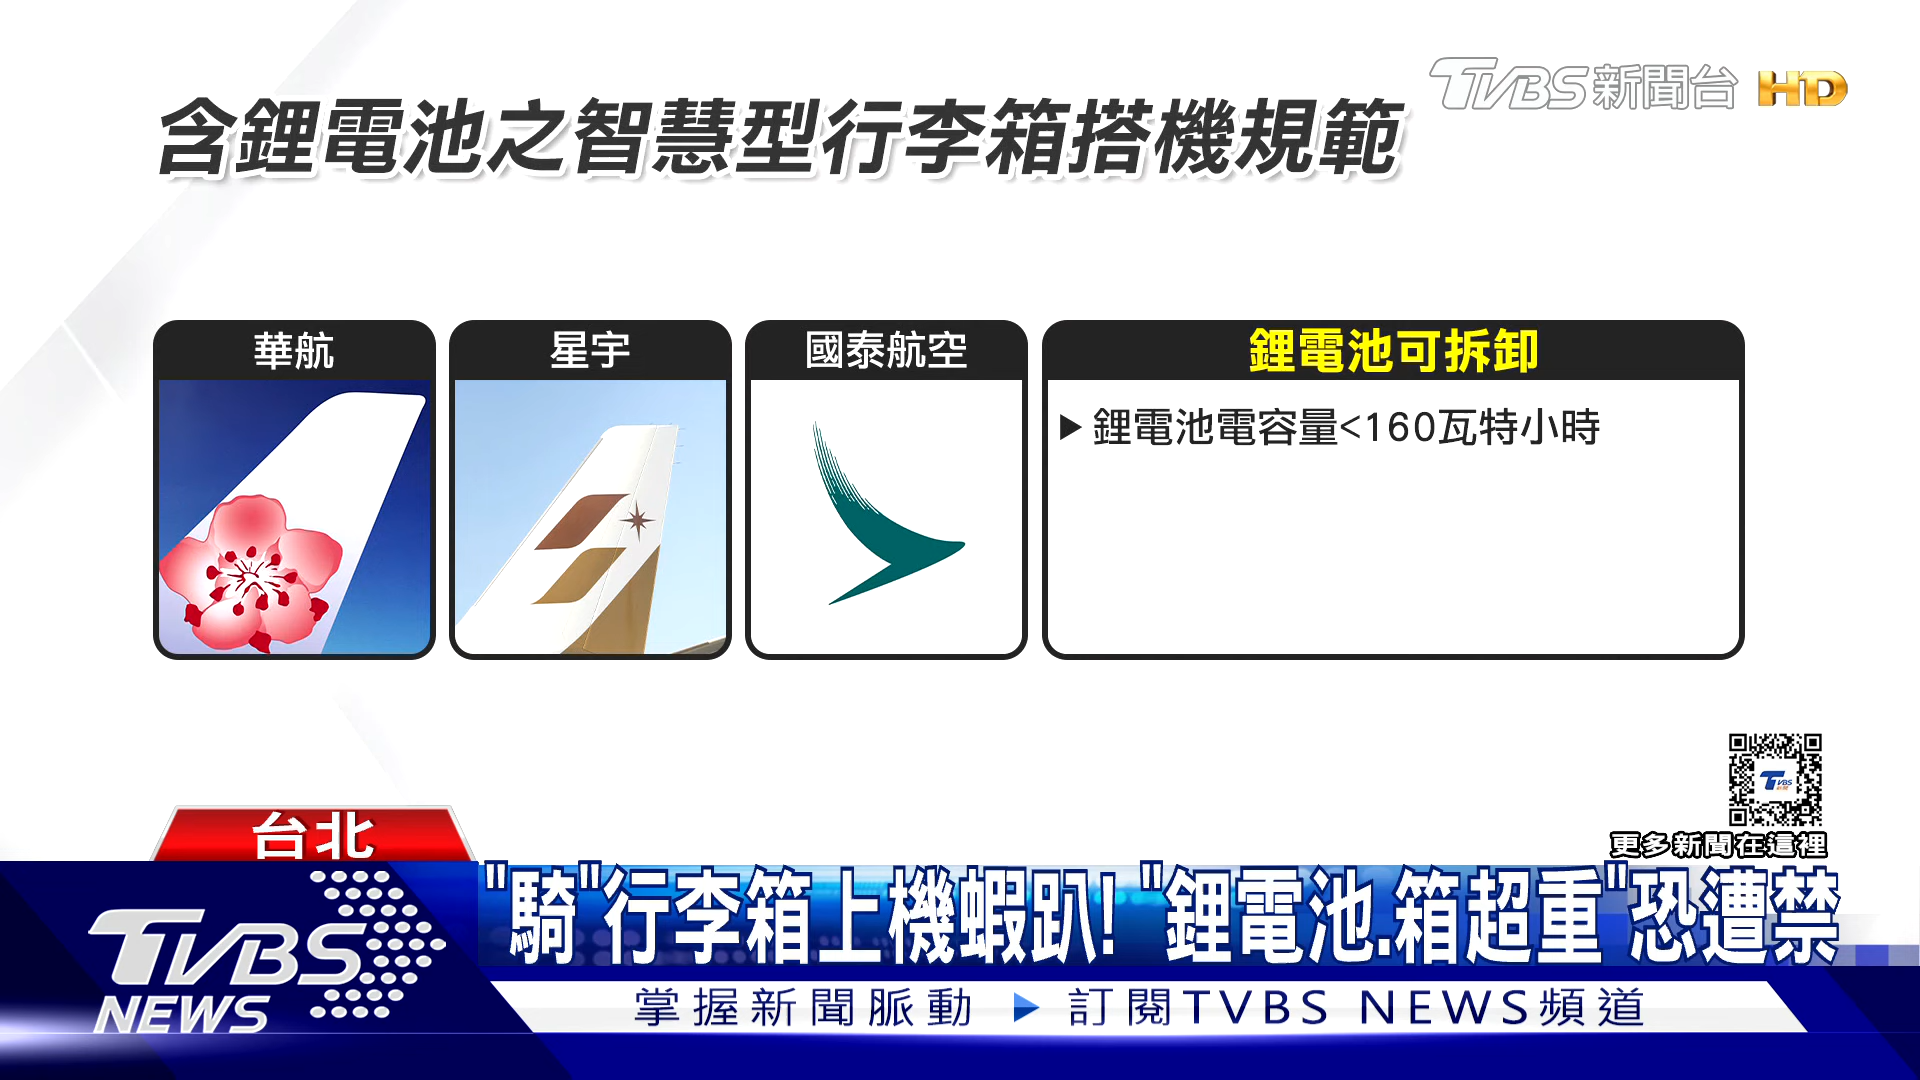 TVBS新聞台 HD
含鋰電池之智慧型行李箱搭機規範
華航
星宇
國泰航空
鋰電池可拆卸
▶鋰電池電容量<160瓦特小時
TVBS
新聞
更多新聞在這裡
台北
"騎"行李箱上機蝦趴! "鋰電池.箱超重"恐遭禁
TVBS
NEWS
掌握新聞脈動 ▶ 訂閱TVBS NEWS頻道